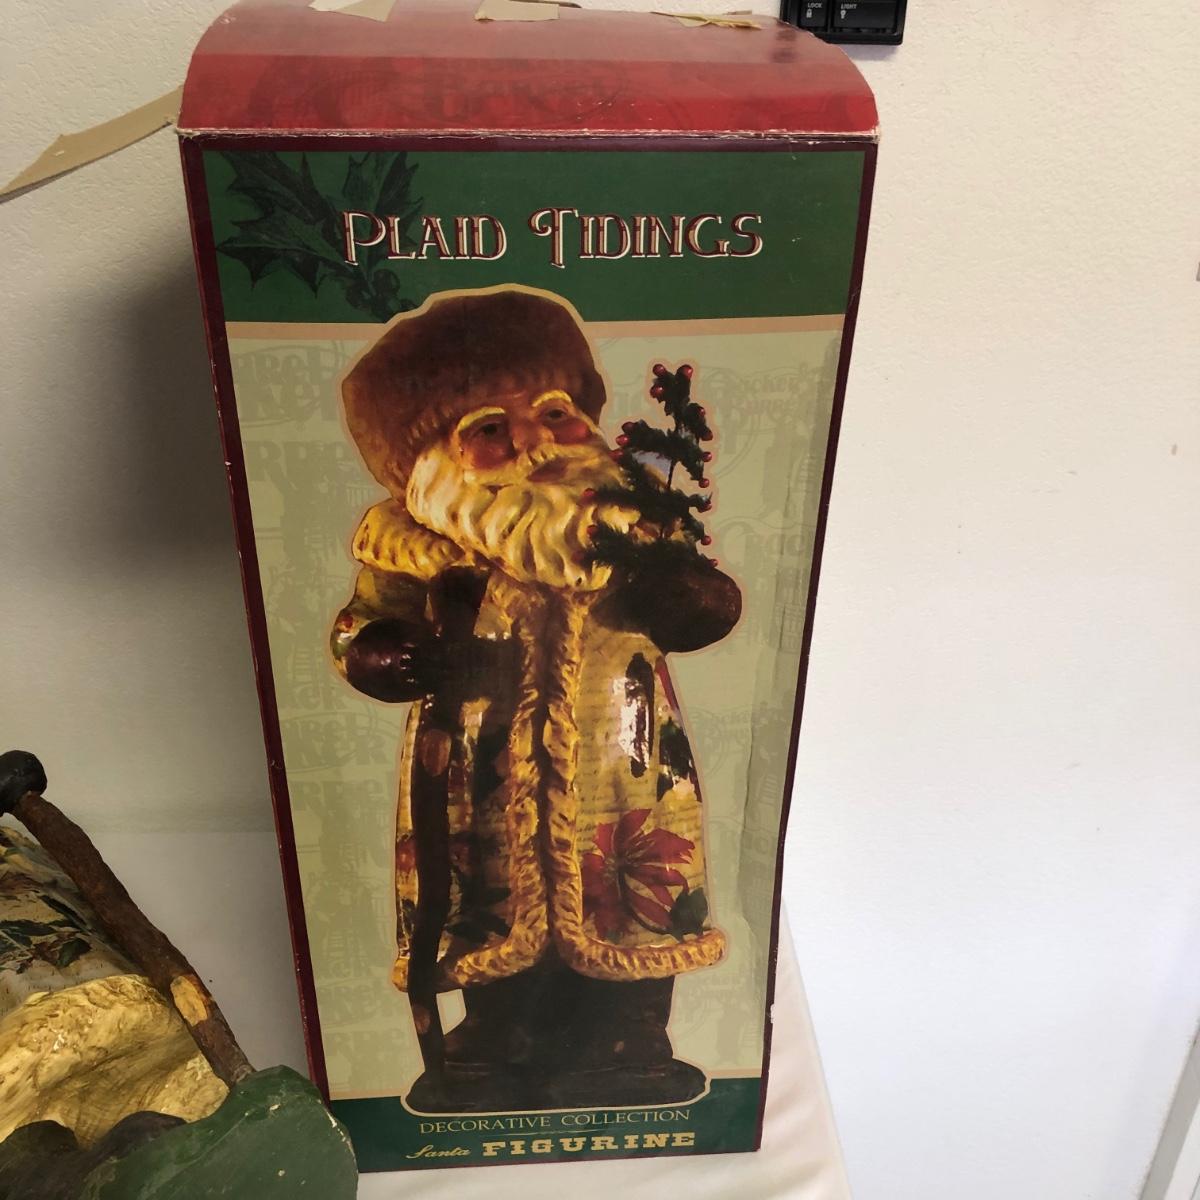 LOCK LIGHT
PLAID TIDINGS
DECORATIVE COLLECTION
Santa FIGURINE